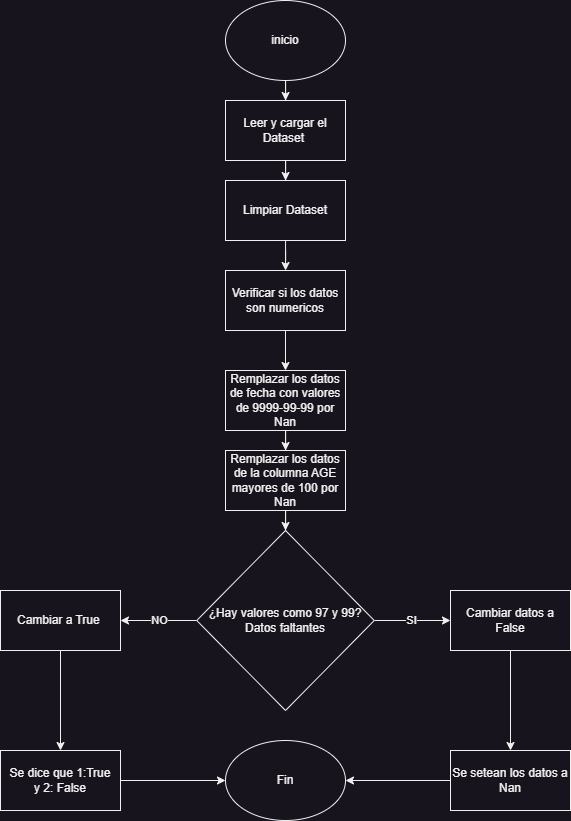 inicio
Leer y cargar el
Dataset
Limpiar Dataset
Verificar si los datos
son numericos
Remplazar los datos
de fecha con valores
de 9999-99-99 por
Nan
Remplazar los datos
de la columna AGE
mayores de 100 por
Nan
¿Hay valores como 97 y 99?
Datos faltantes
NO
SI
Cambiar a True
Cambiar datos a
False
Se dice que 1:True
y 2: False
Fin
Se setean los datos a
Nan